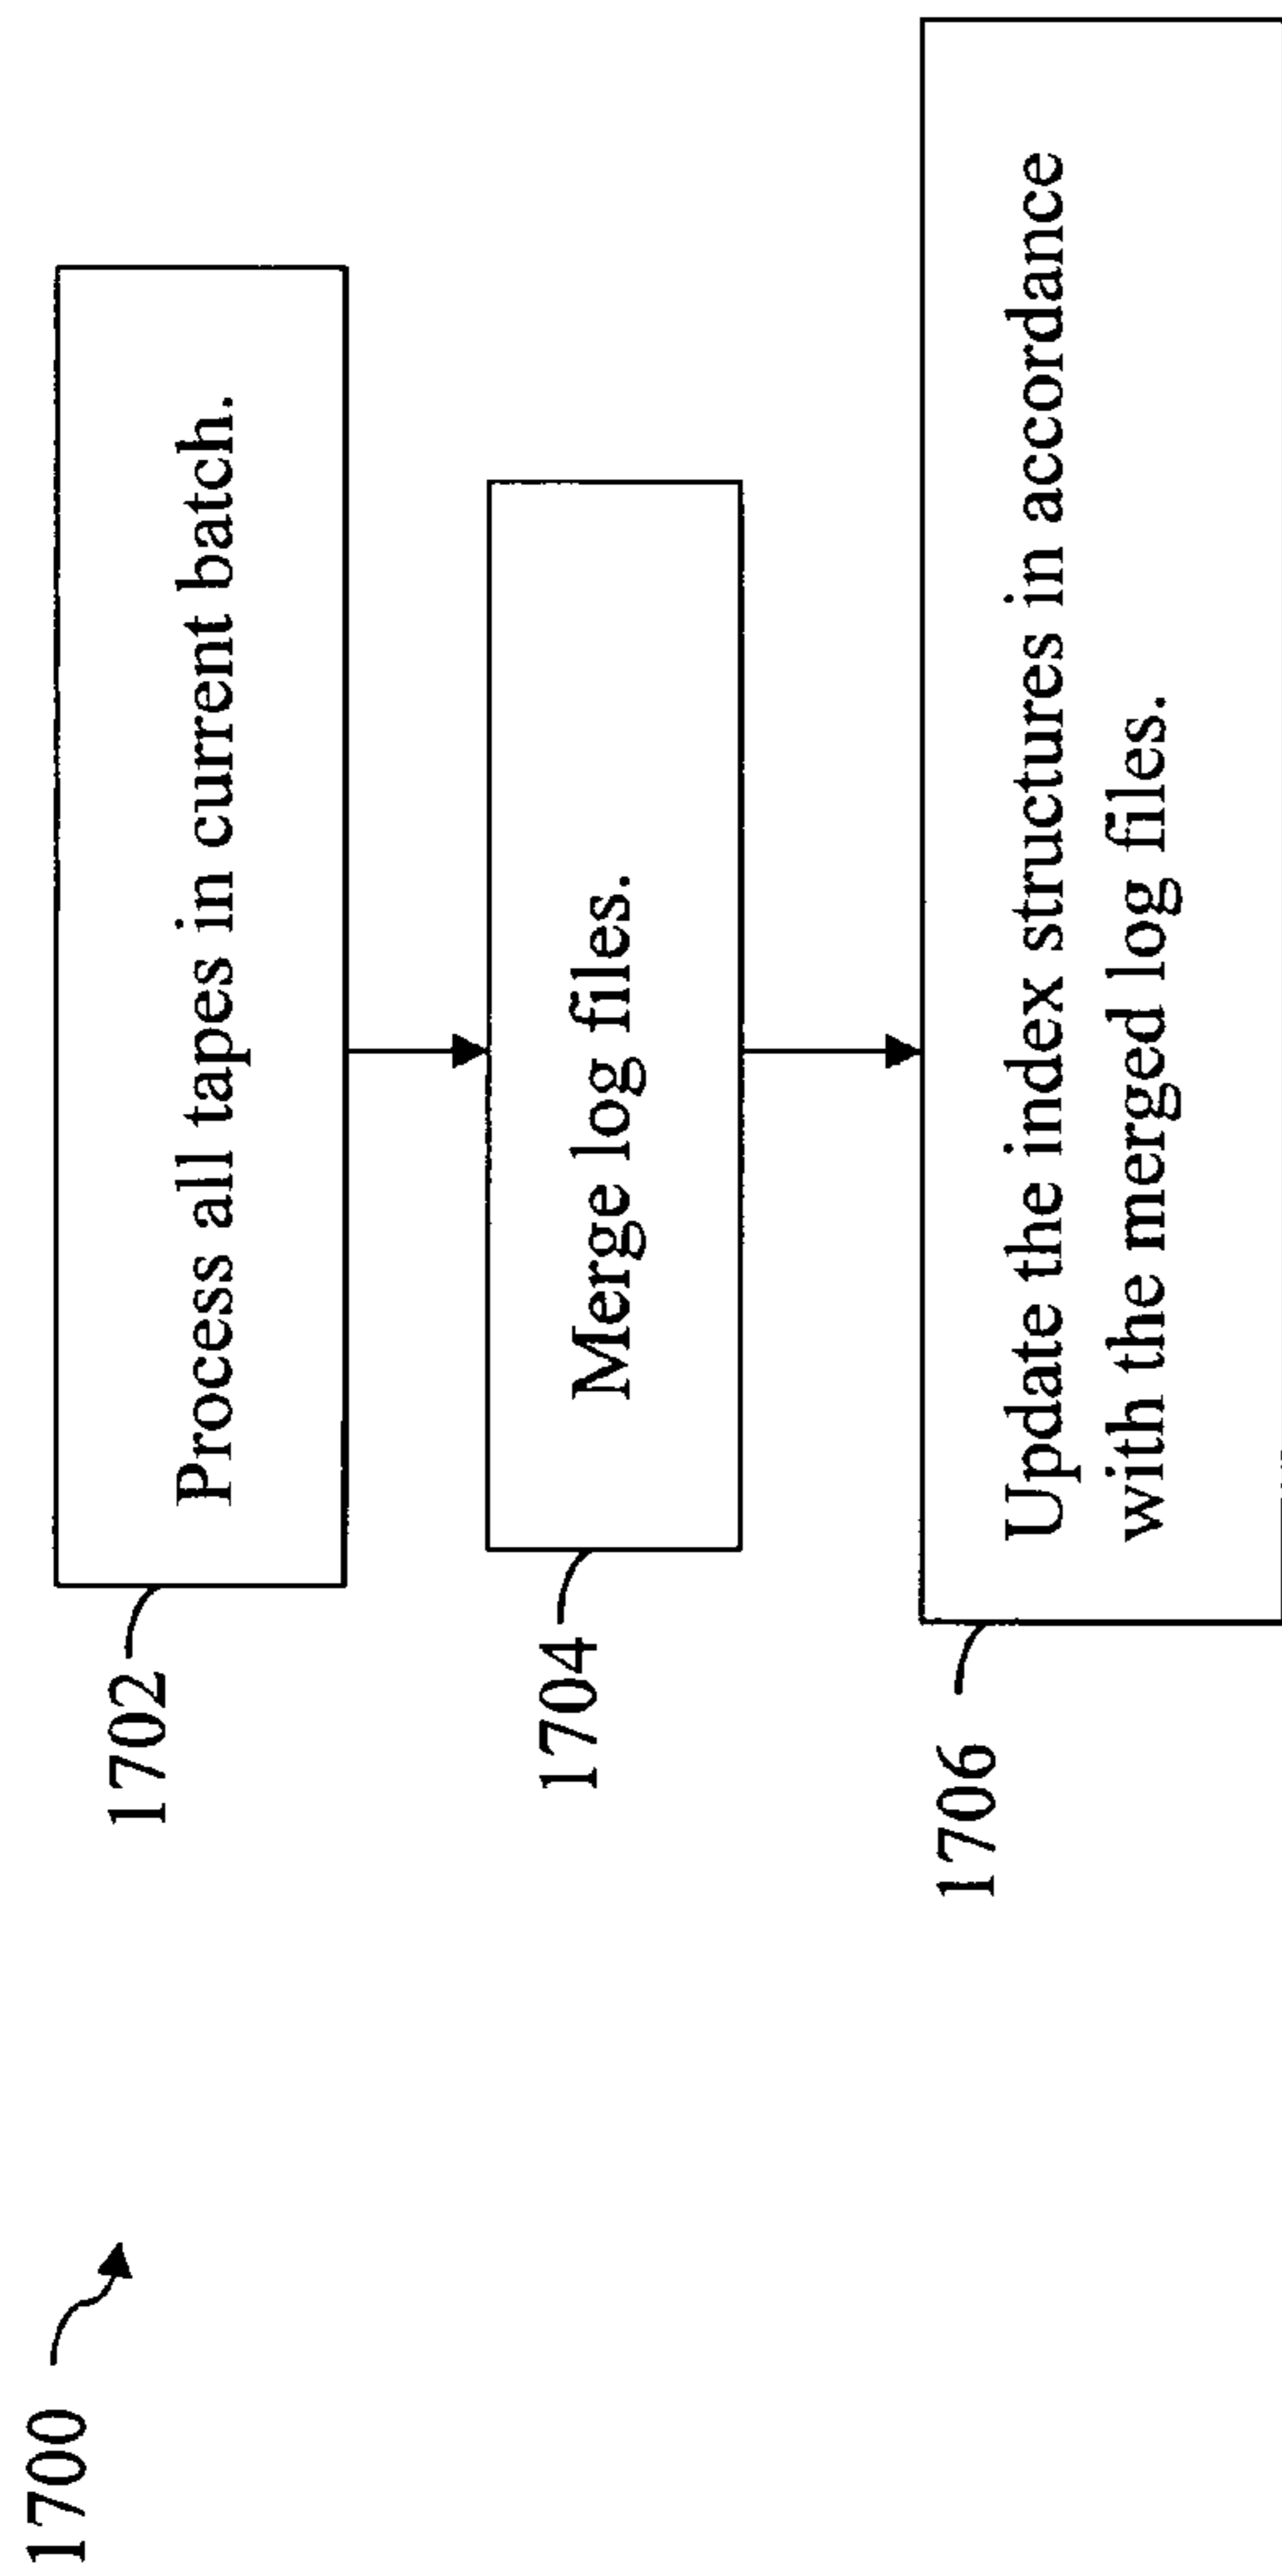 1700
1702
Process all tapes in current batch.
1704
Merge log files.
1706
Update the index structures in accordance
with the merged log files.